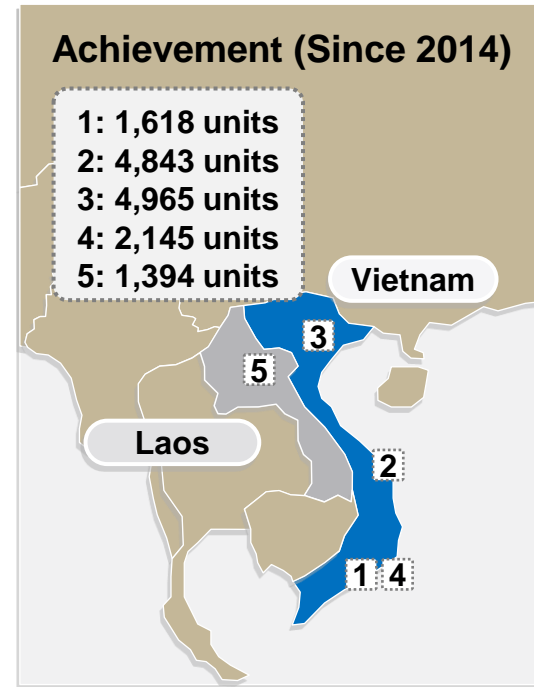 Achievement (Since 2014)
1: 1,618 units
2: 4,843 units
3: 4,965 units
4: 2,145 units
5: 1,394 units
Vietnam
3
5
Laos
2
1 4